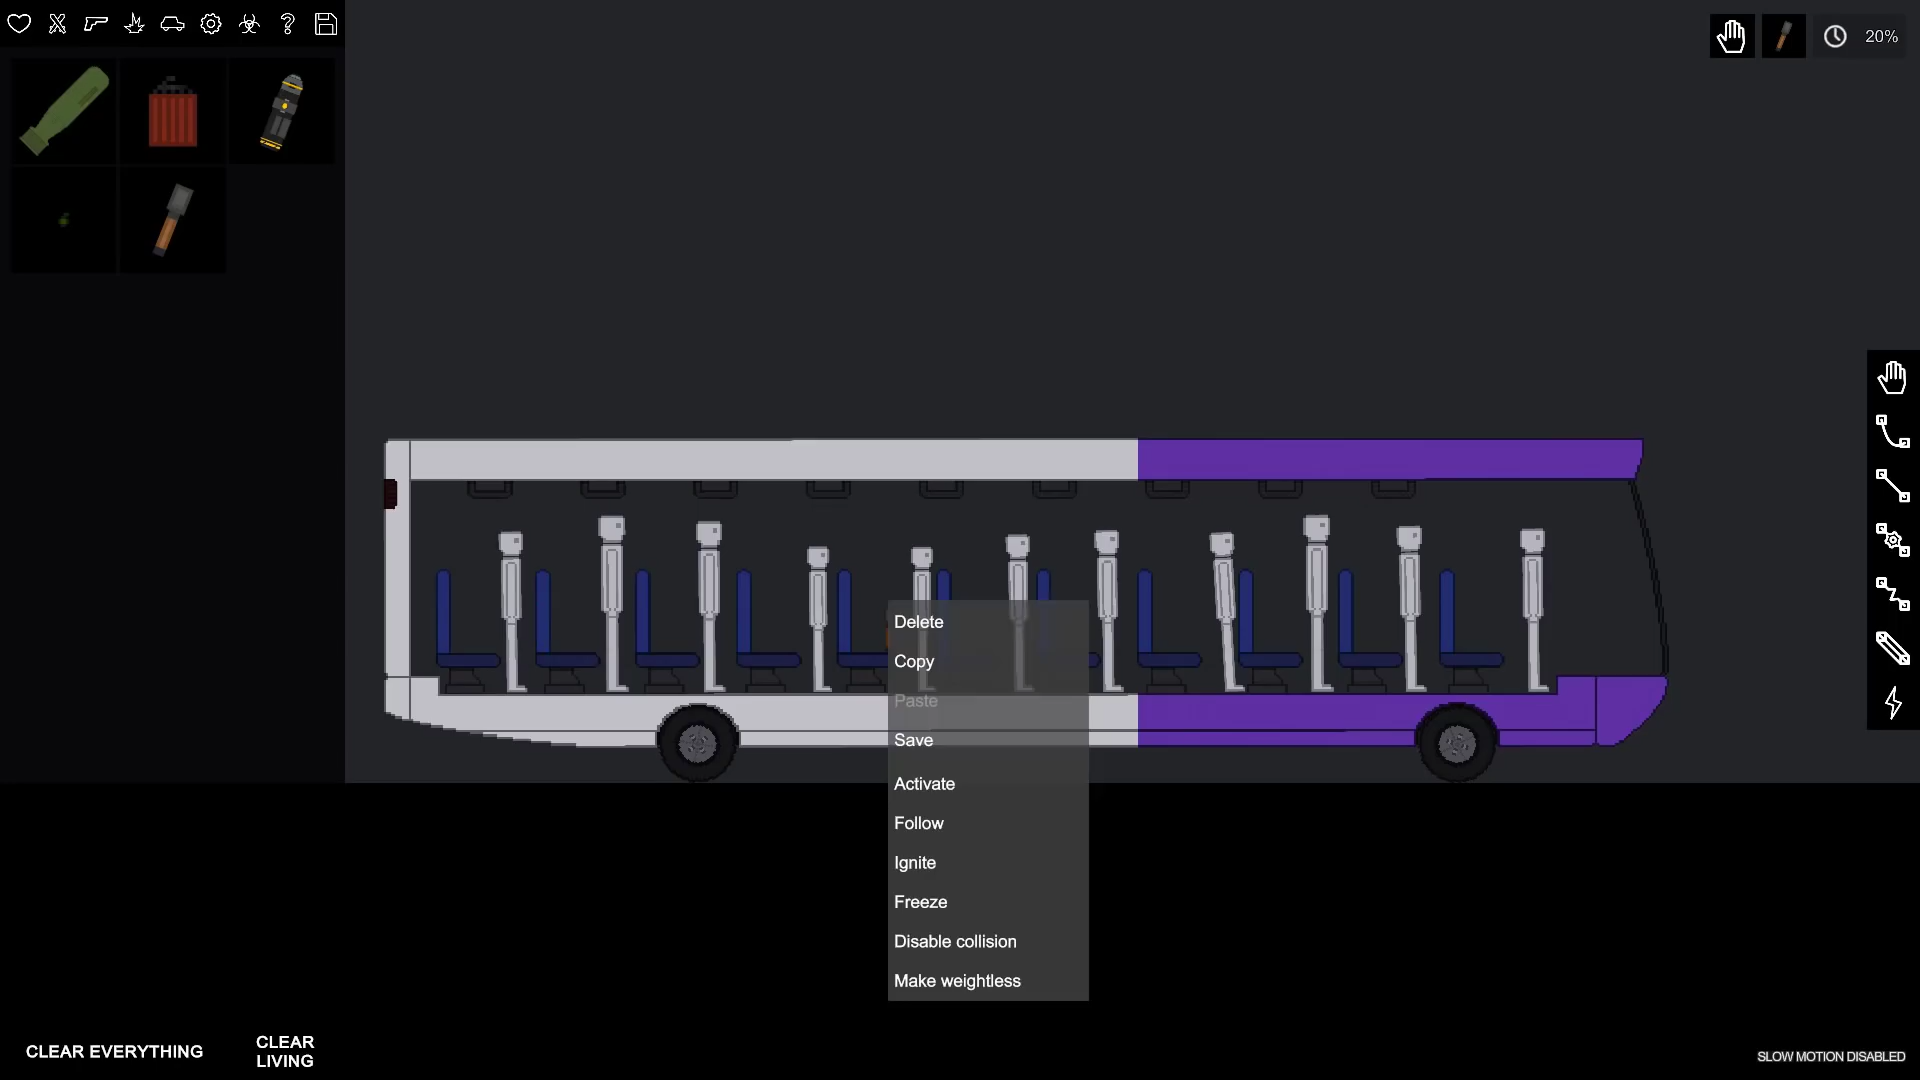 20%
Delete
Copy
Paste
Save
Activate
Follow
Ignite
Freeze
Disable collision
Make weightless
CLEAR EVERYTHING
CLEAR
LIVING
SLOW MOTION DISABLED